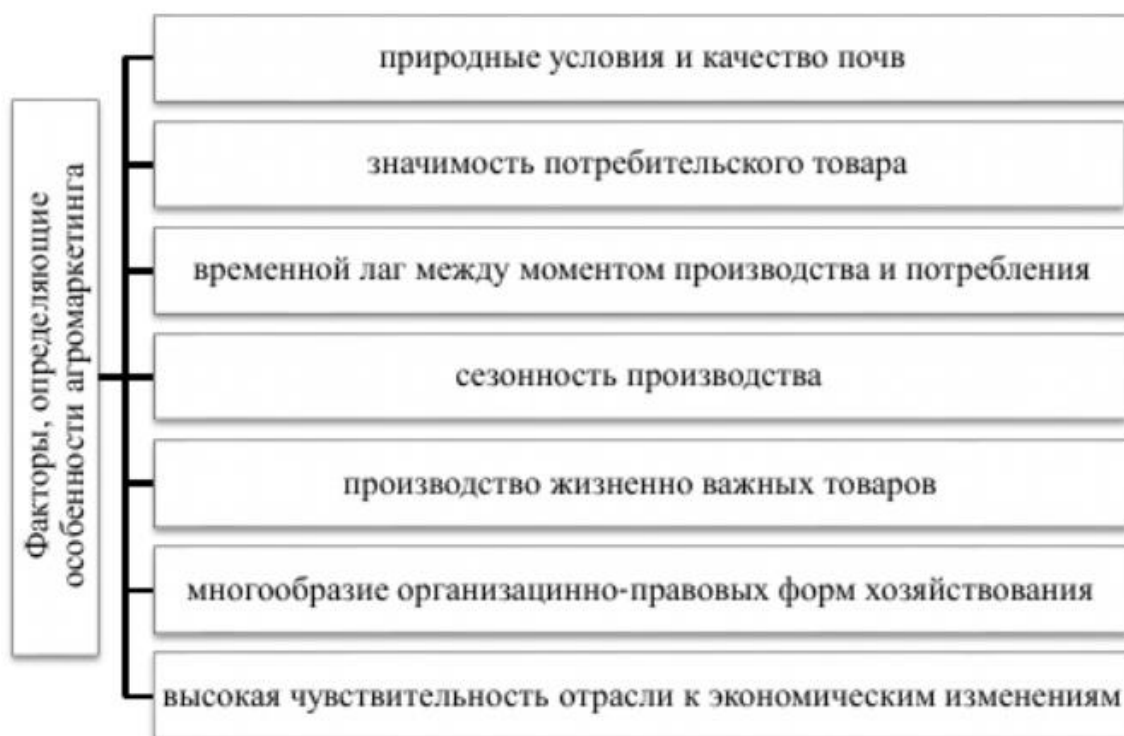 Факторы, определяющие
особенности агромаркетинга
природные условия и качество почв
значимость потребительского товара
временной лаг между моментом производства и потребления
сезонность производства
производство жизненно важных товаров
многообразие организацинно-правовых форм хозяйствования
высокая чувствительность отрасли к экономическим изменениям